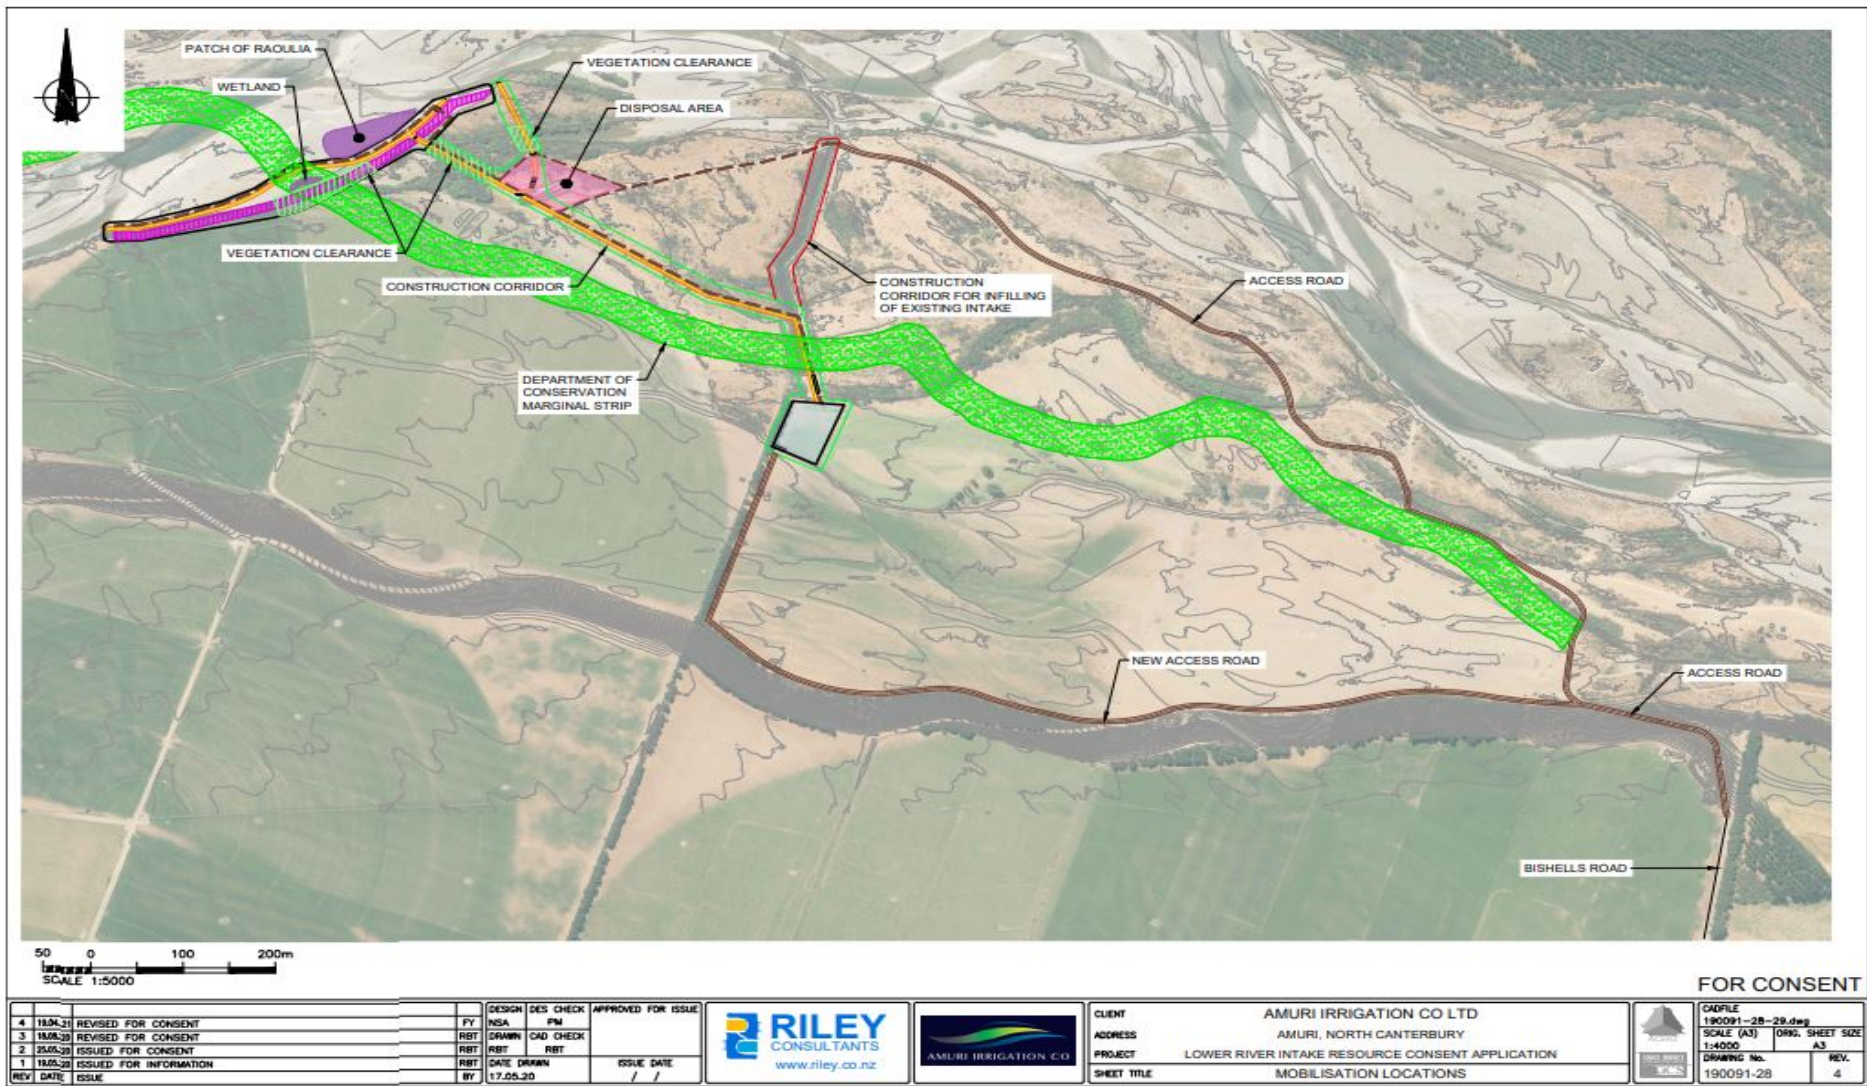 PATCH OF RAOULIA
WETLAND
VEGETATION CLEARANCE
DISPOSAL AREA
VEGETATION CLEARANCE
CONSTRUCTION CORRIDOR
CONSTRUCTION
CORRIDOR FOR INFILLING
OF EXISTING INTAKE
ACCESS ROAD
DEPARTMENT OF
CONSERVATION
MARGINAL STRIP
NEW ACCESS ROAD
ACCESS ROAD
BISHELLS ROAD
50 0 100 200m
SCALE 1:5000
FOR CONSENT
4 REVISED FOR CONSENT FY
3 REVISED FOR CONSENT RBT
2 ISSUED FOR CONSENT RBT
1 ISSUED FOR INFORMATION RBT
REV DATE ISSUE BY
DESIGN DES CHECK APPROVED FOR ISSUE
NSA PM
DRAWN CAD CHECK
RBT RBT
DATE DRAWN ISSUE DATE
17.05.20 / /
RILEY
CONSULTANTS
www.riley.co.nz
AMURI IRRIGATION CO
CLIENT AMURI IRRIGATION CO LTD
ADDRESS AMURI, NORTH CANTERBURY
PROJECT LOWER RIVER INTAKE RESOURCE CONSENT APPLICATION
SHEET TITLE MOBILISATION LOCATIONS
CADFILE
190091-28-29.dwg
SCALE (A3) ORIG. SHEET SIZE
1:4000 A3
DRAWING No. REV.
190091-28 4